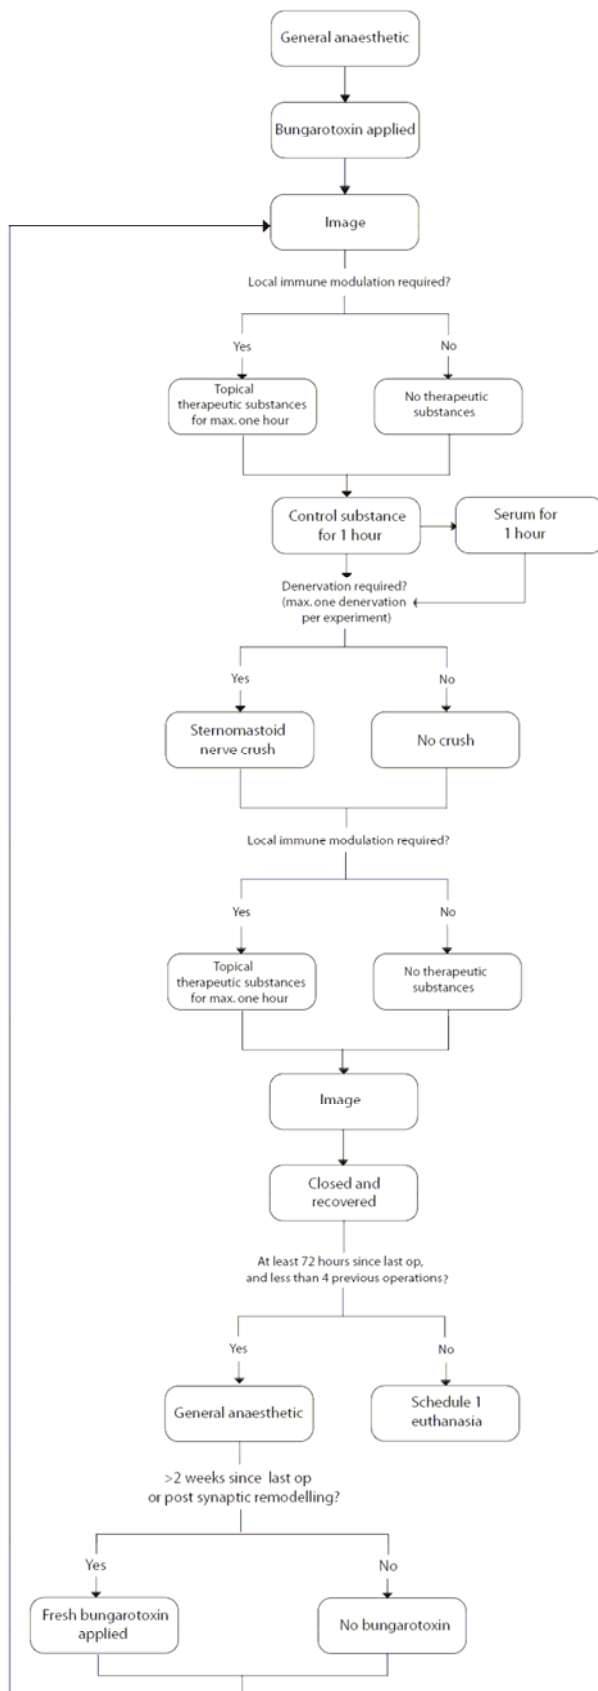 General anaesthetic
Bungarotoxin applied
Image
Local immune modulation required?
Yes
No
Topical
therapeutic substances
for max. one hour
No therapeutic
substances
Control substance
for 1 hour
Serum for
1 hour
Denervation required?
(max. one denervation
per experiment)
Yes
No
Sternomastoid
nerve crush
No crush
Local immune modulation required?
Yes
No
Topical
therapeutic substances
for max. one hour
No therapeutic
substances
Image
Closed and
recovered
At least 72 hours since last op,
and less than 4 previous operations?
Yes
No
General anaesthetic
Schedule 1
euthanasia
>2 weeks since last op
or post synaptic remodelling?
Yes
No
Fresh bungarotoxin
applied
No bungarotoxin